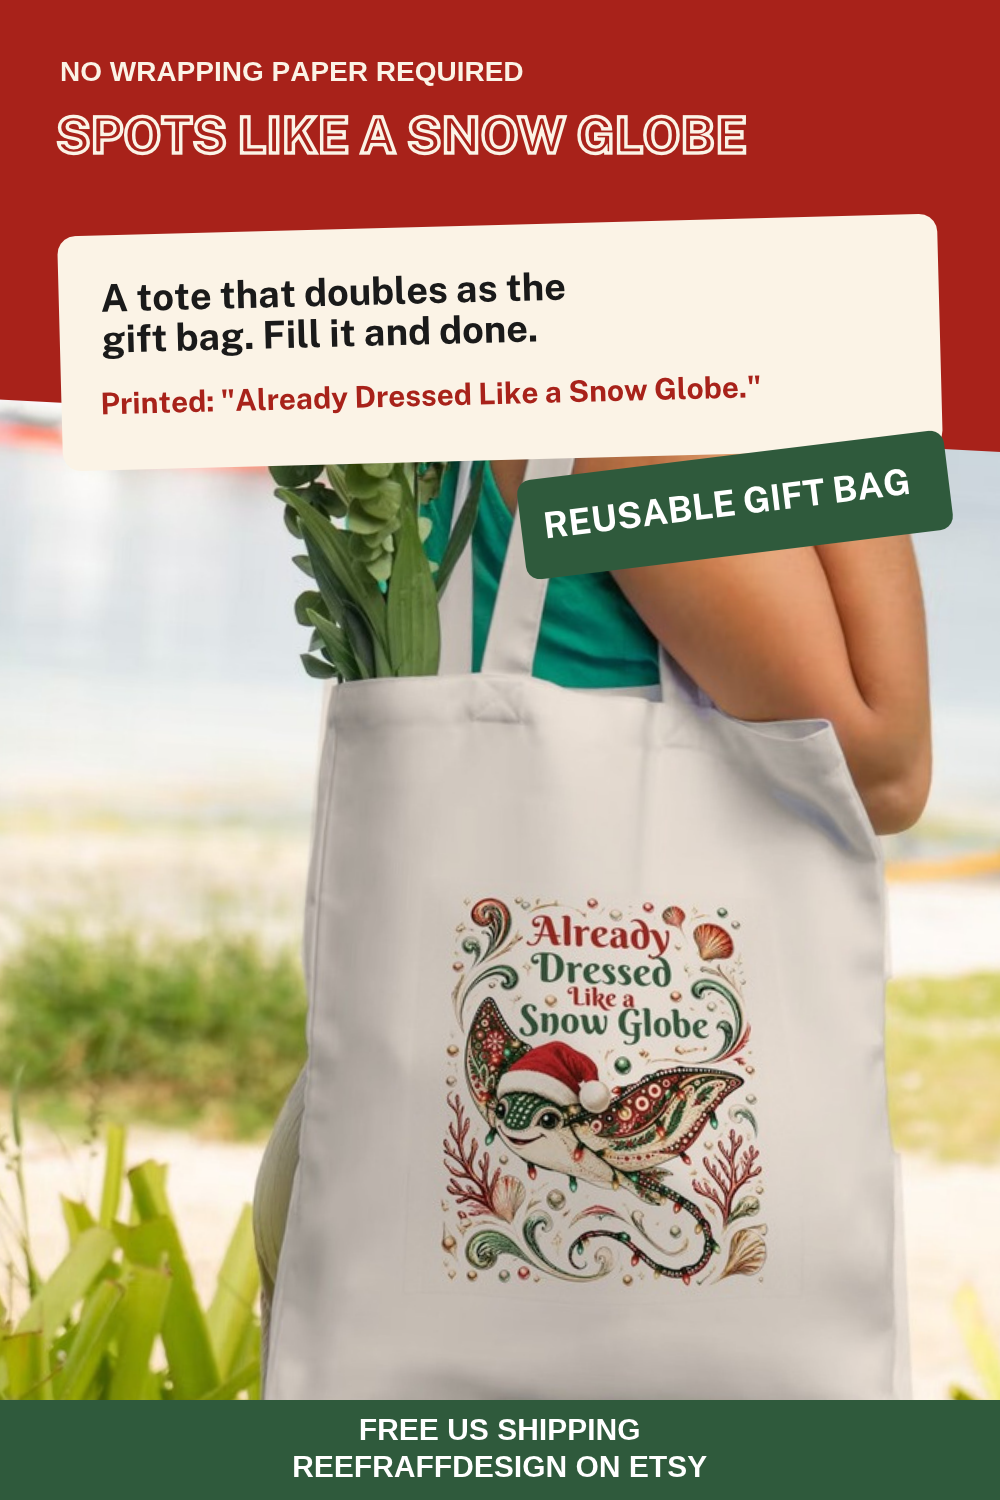 NO WRAPPING PAPER REQUIRED
SPOTS LIKE A SNOW GLOBE
A tote that doubles as the
gift bag. Fill it and done.
Printed: "Already Dressed Like a Snow Globe."
REUSABLE GIFT BAG
Already
Dressed
Like a
Snow Globe
FREE US SHIPPING
REEFRAFFDESIGN ON ETSY